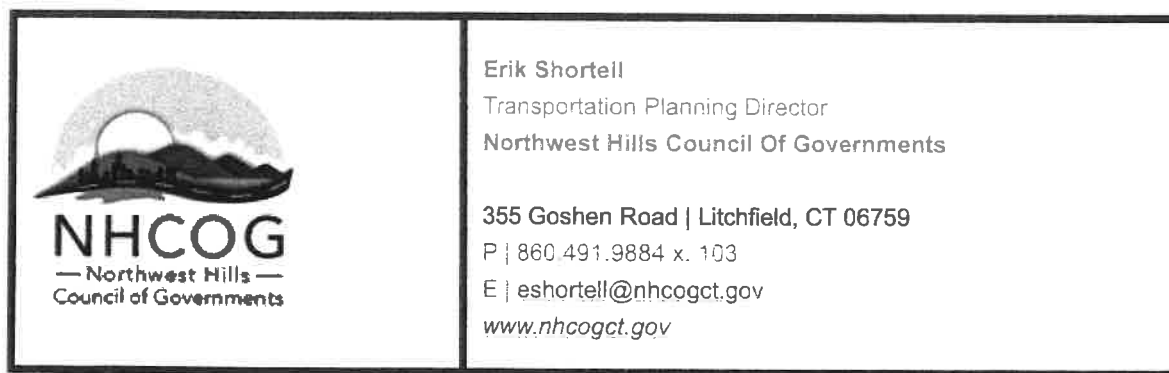 NHCOG
— Northwest Hills —
Council of Governments
Erik Shortell
Transportation Planning Director
Northwest Hills Council Of Governments
355 Goshen Road | Litchfield, CT 06759
P | 860.491.9884 x. 103
E | eshortell@nhcogct.gov
www.nhcogct.gov